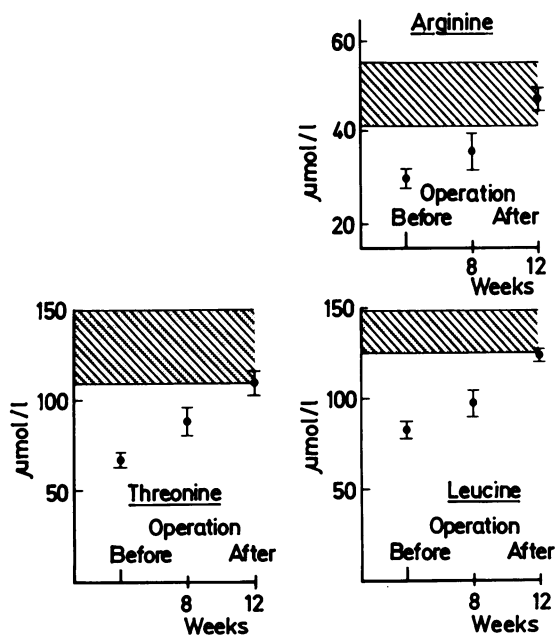 Arginine
60
40
20
µmol/l
Operation
Before After
8 12
Weeks
150
100
50
µmol/l
Threonine
Operation
Before After
8 12
Weeks
150
100
50
µmol/l
Leucine
Operation
Before After
8 12
Weeks